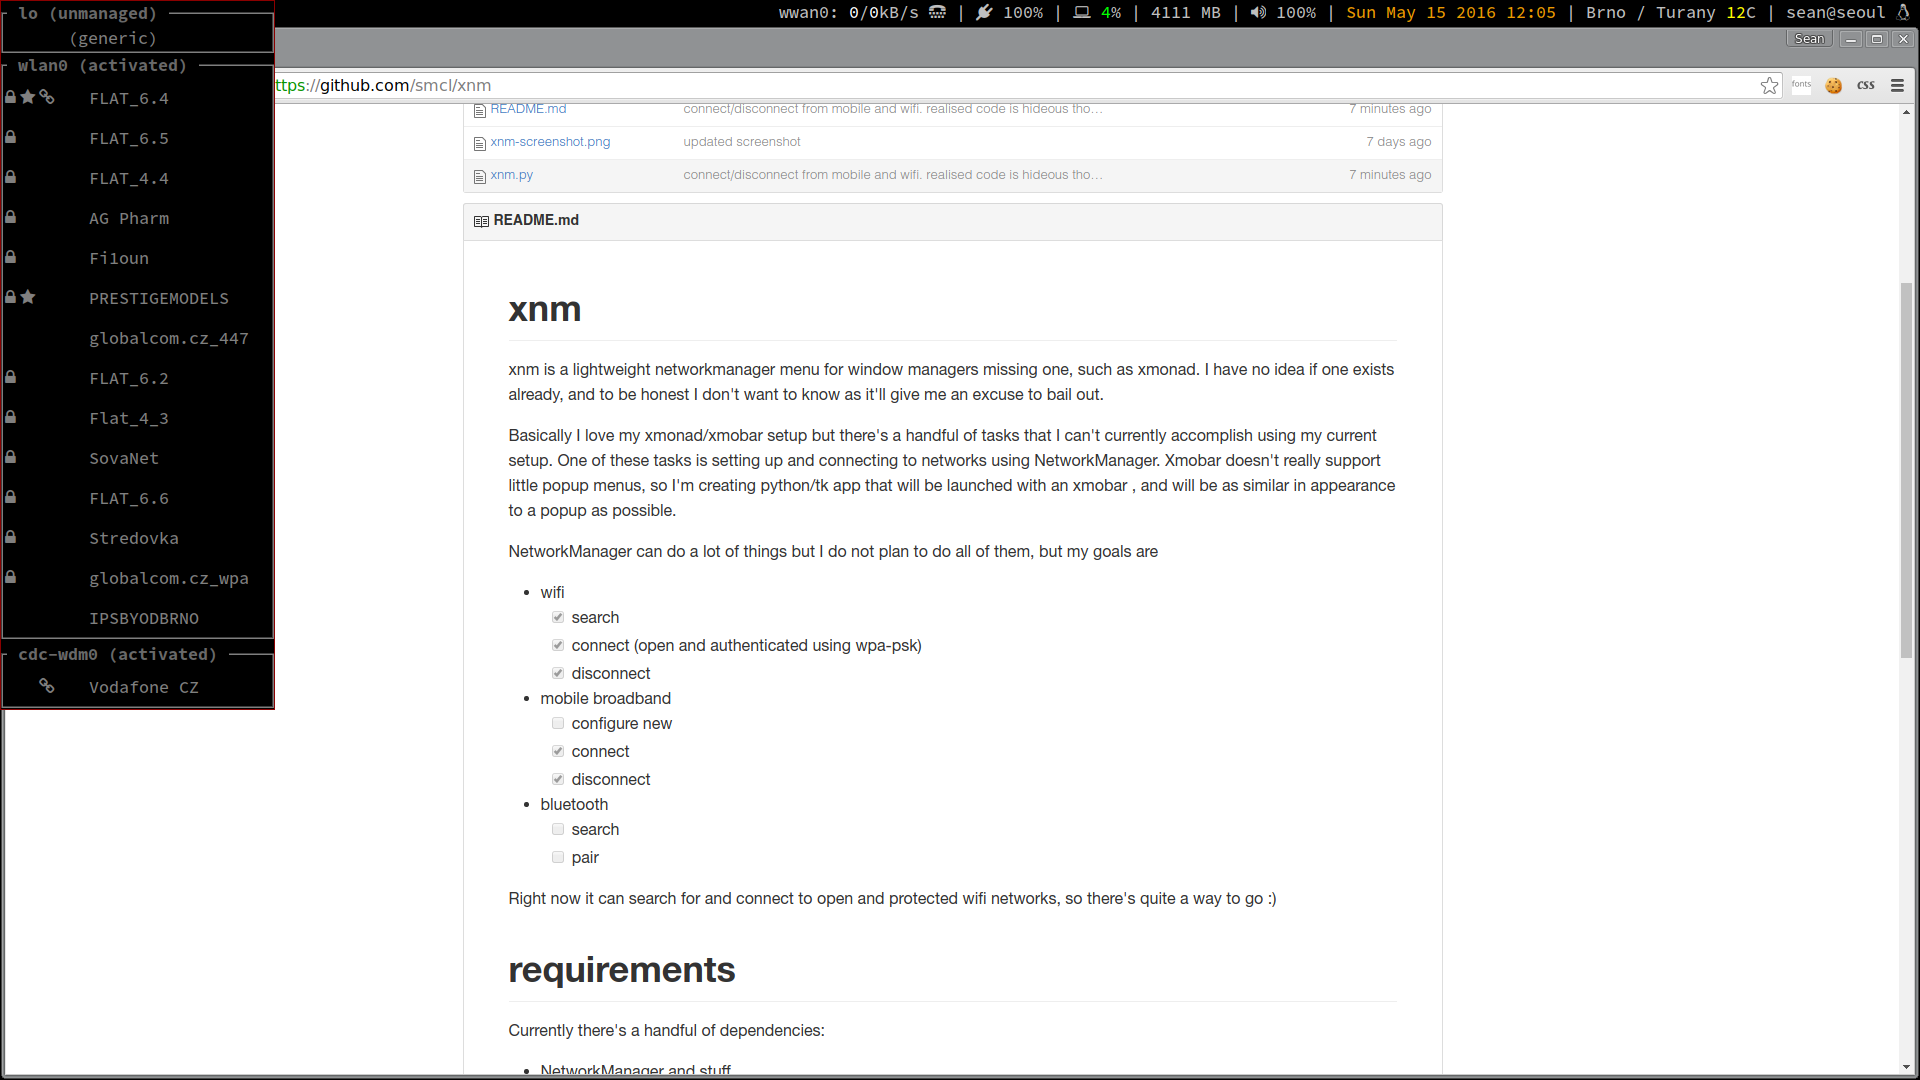 lo (unmanaged)
(generic)
wlan0 (activated)
FLAT_6.4
FLAT_6.5
FLAT_4.4
AG Pharm
Fi1oun
PRESTIGEMODELS
globalcom.cz_447
FLAT_6.2
Flat_4_3
SovaNet
FLAT_6.6
Stredovka
globalcom.cz_wpa
IPSBYODBRNO
cdc-wdm0 (activated)
Vodafone CZ
wwan0: 0/0kB/s | 100% | 4% | 4111 MB | 100% | Sun May 15 2016 12:05 | Brno / Turany 12C | sean@seoul
Sean
ttps://github.com/smcl/xnm
fonts css
README.md connect/disconnect from mobile and wifi. realised code is hideous tho… 7 minutes ago
xnm-screenshot.png updated screenshot 7 days ago
xnm.py connect/disconnect from mobile and wifi. realised code is hideous tho… 7 minutes ago
README.md
xnm
xnm is a lightweight networkmanager menu for window managers missing one, such as xmonad. I have no idea if one exists
already, and to be honest I don't want to know as it'll give me an excuse to bail out.
Basically I love my xmonad/xmobar setup but there's a handful of tasks that I can't currently accomplish using my current
setup. One of these tasks is setting up and connecting to networks using NetworkManager. Xmobar doesn't really support
little popup menus, so I'm creating python/tk app that will be launched with an xmobar , and will be as similar in appearance
to a popup as possible.
NetworkManager can do a lot of things but I do not plan to do all of them, but my goals are
• wifi
search
connect (open and authenticated using wpa-psk)
disconnect
• mobile broadband
configure new
connect
disconnect
• bluetooth
search
pair
Right now it can search for and connect to open and protected wifi networks, so there's quite a way to go :)
requirements
Currently there's a handful of dependencies:
• NetworkManager and stuff